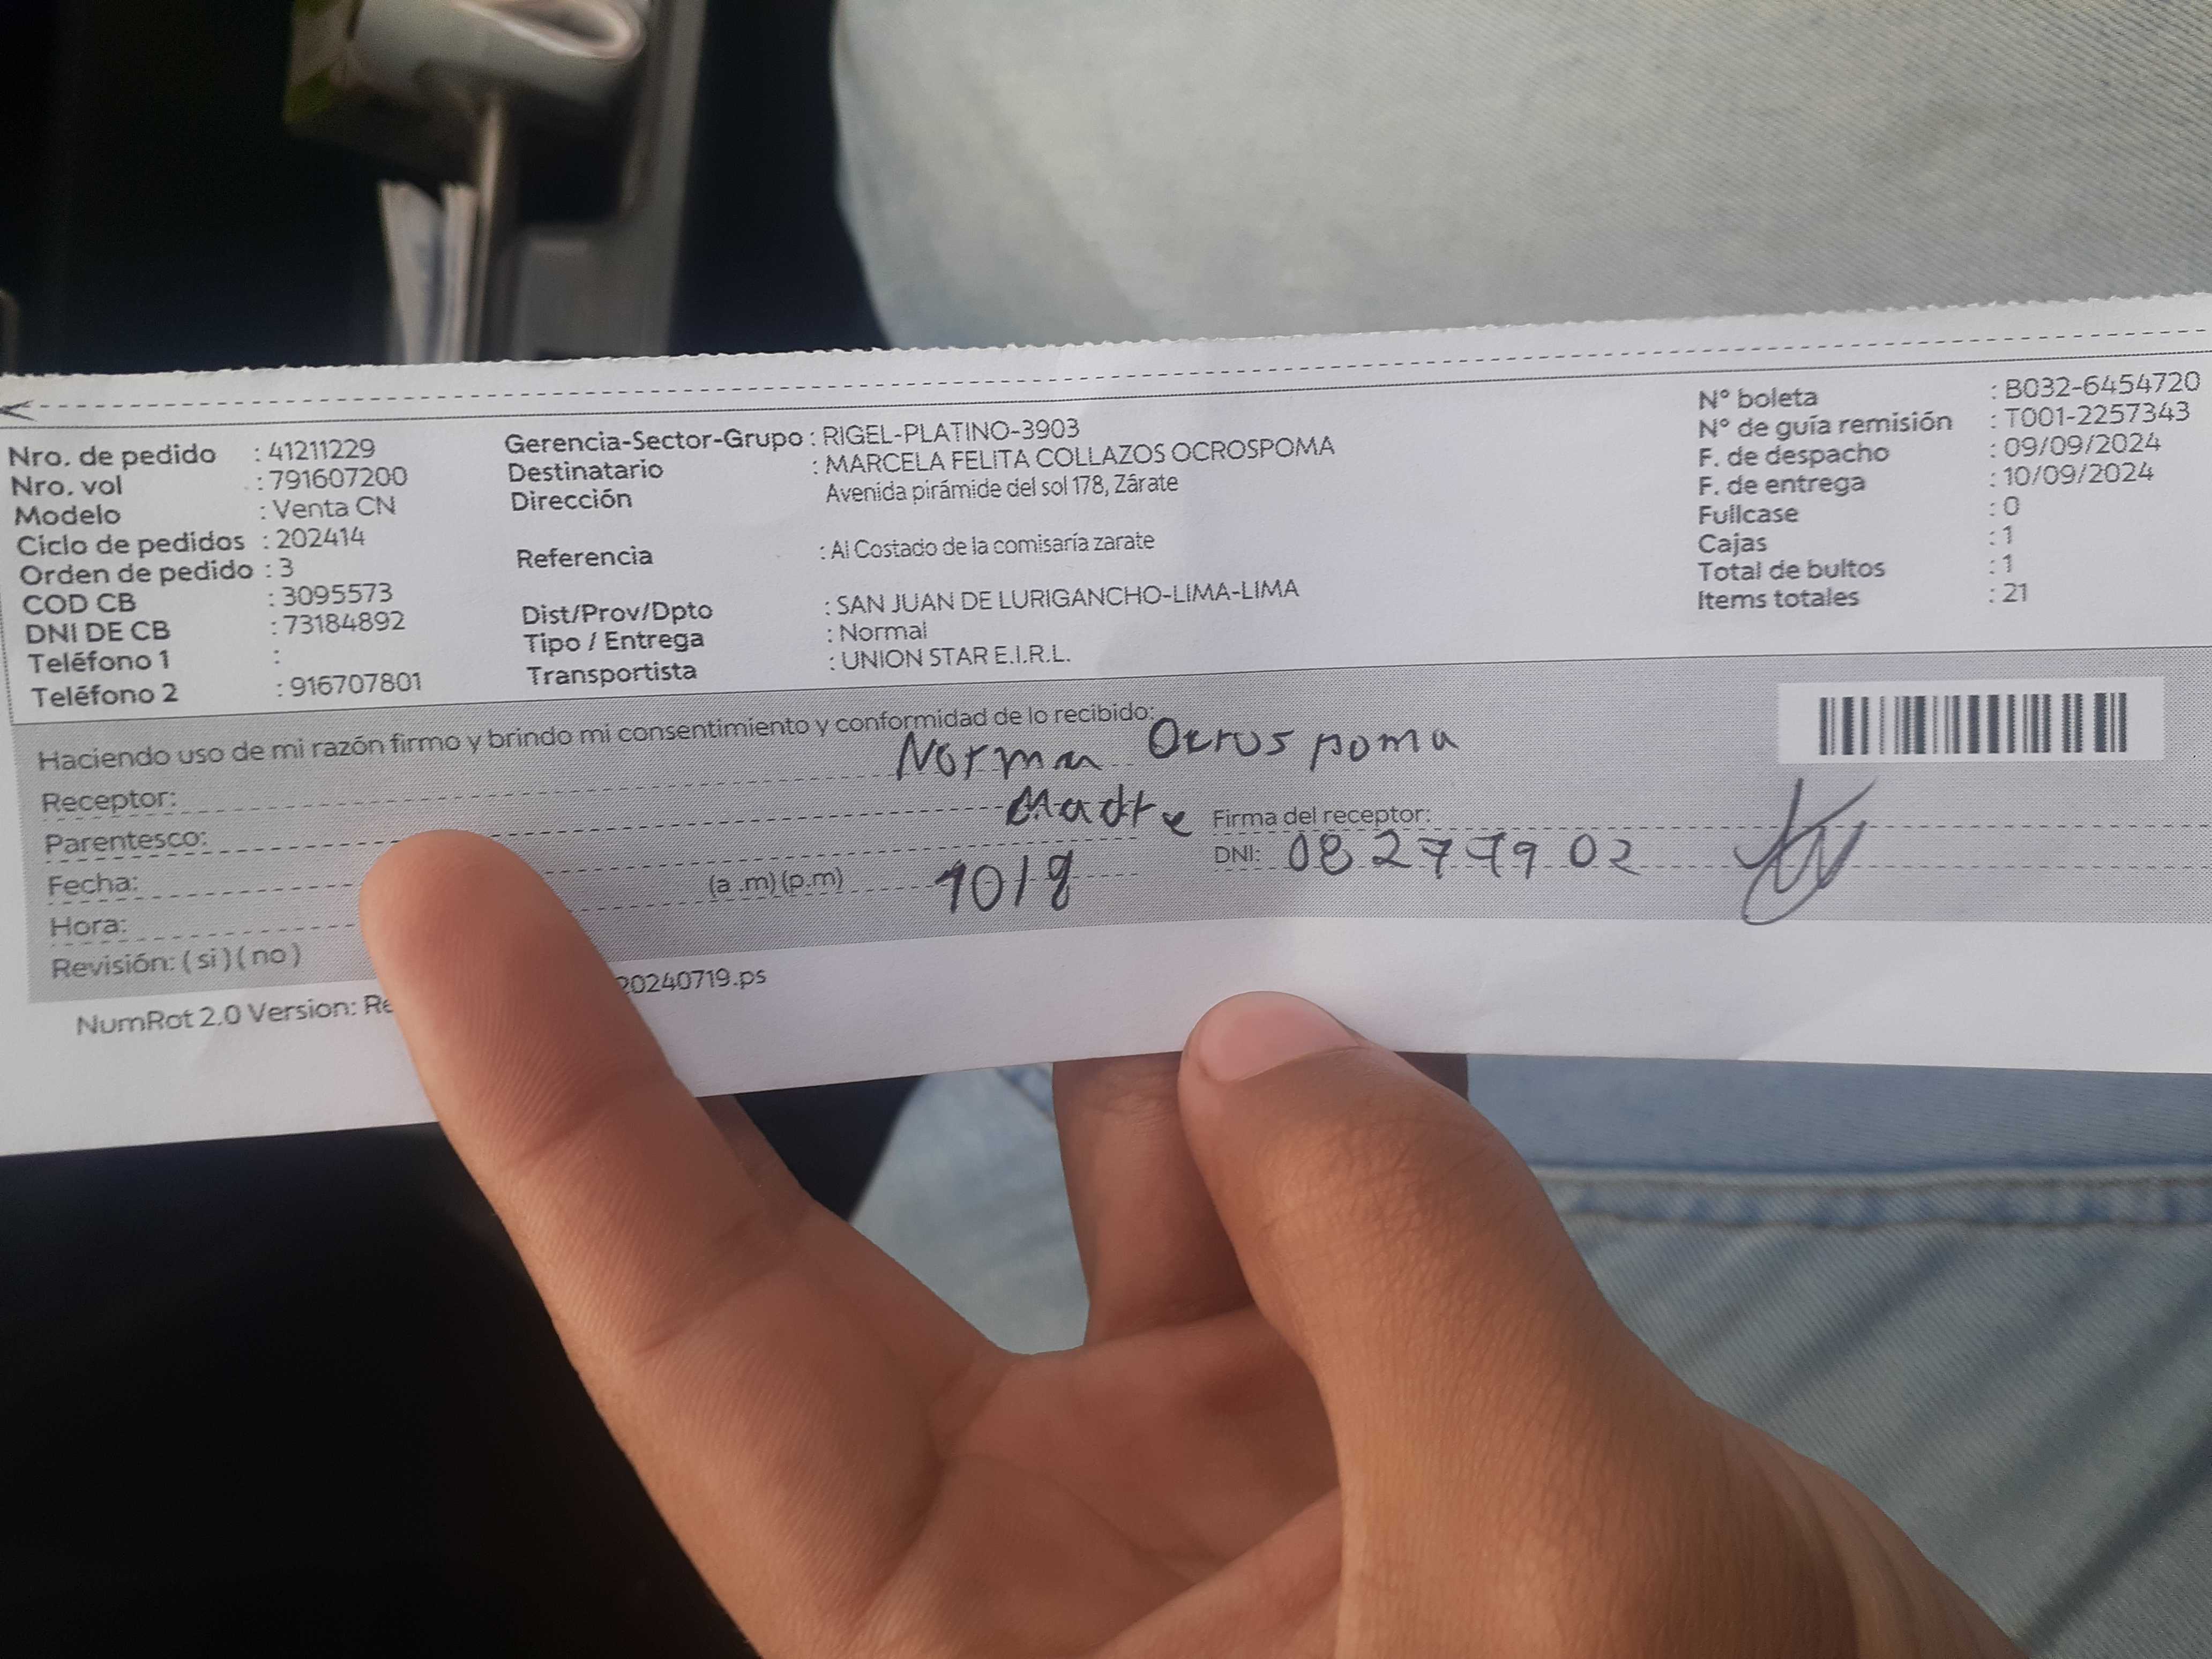 Nro. de pedido : 41211229
Nro. vol : 791607200
Modelo : Venta CN
Ciclo de pedidos : 202414
Orden de pedido : 3
COD CB : 3095573
DNI DE CB : 73184892
Teléfono 1 :
Teléfono 2 : 916707801
Gerencia-Sector-Grupo : RIGEL-PLATINO-3903
Destinatario : MARCELA FELITA COLLAZOS OCROSPOMA
Dirección Avenida pirámide del sol 178, Zárate
Referencia : Al Costado de la comisaría zarate
Dist/Prov/Dpto : SAN JUAN DE LURIGANCHO-LIMA-LIMA
Tipo / Entrega : Normal
Transportista : UNION STAR E.I.R.L.
N° boleta : B032-6454720
N° de guía remisión : T001-2257343
F. de despacho : 09/09/2024
F. de entrega : 10/09/2024
Fullcase : 0
Cajas : 1
Total de bultos : 1
Items totales : 21
Haciendo uso de mi razón firmo y brindo mi consentimiento y conformidad de lo recibido:
Receptor: Norma Ocrospoma
Parentesco: Madre
Fecha:
Hora: (a .m) (p.m) 10/9
Revisión: ( si ) ( no )
Firma del receptor:
DNI:
NumRot 2.0 Version: 20240719.ps